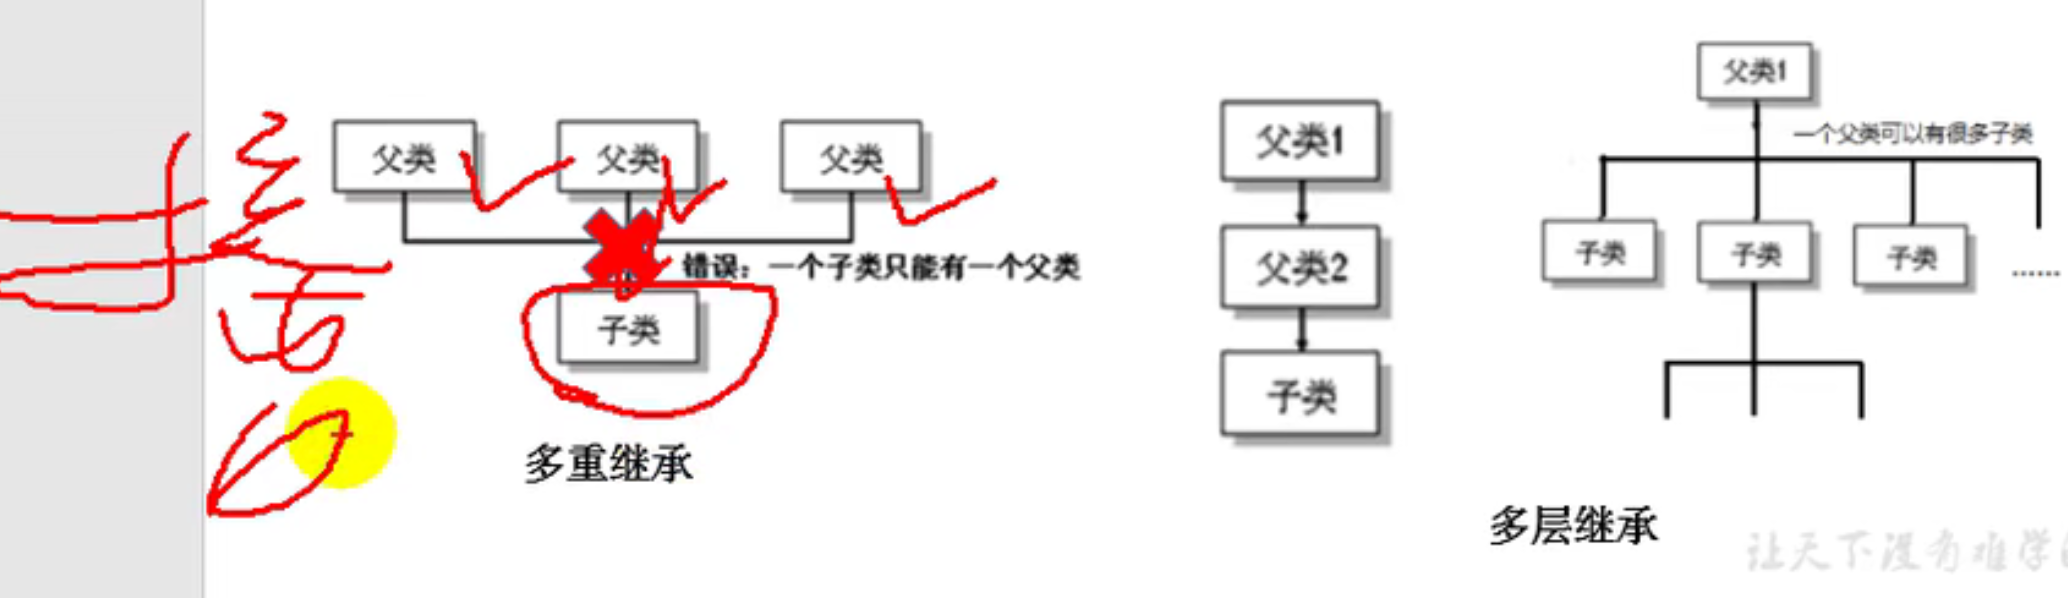 父类 父类 父类
错误：一个子类只能有一个父类
子类
多重继承
父类1
父类2
子类
父类1
一个父类可以有很多子类
子类 子类 子类 ......
多层继承
让天下没有难学